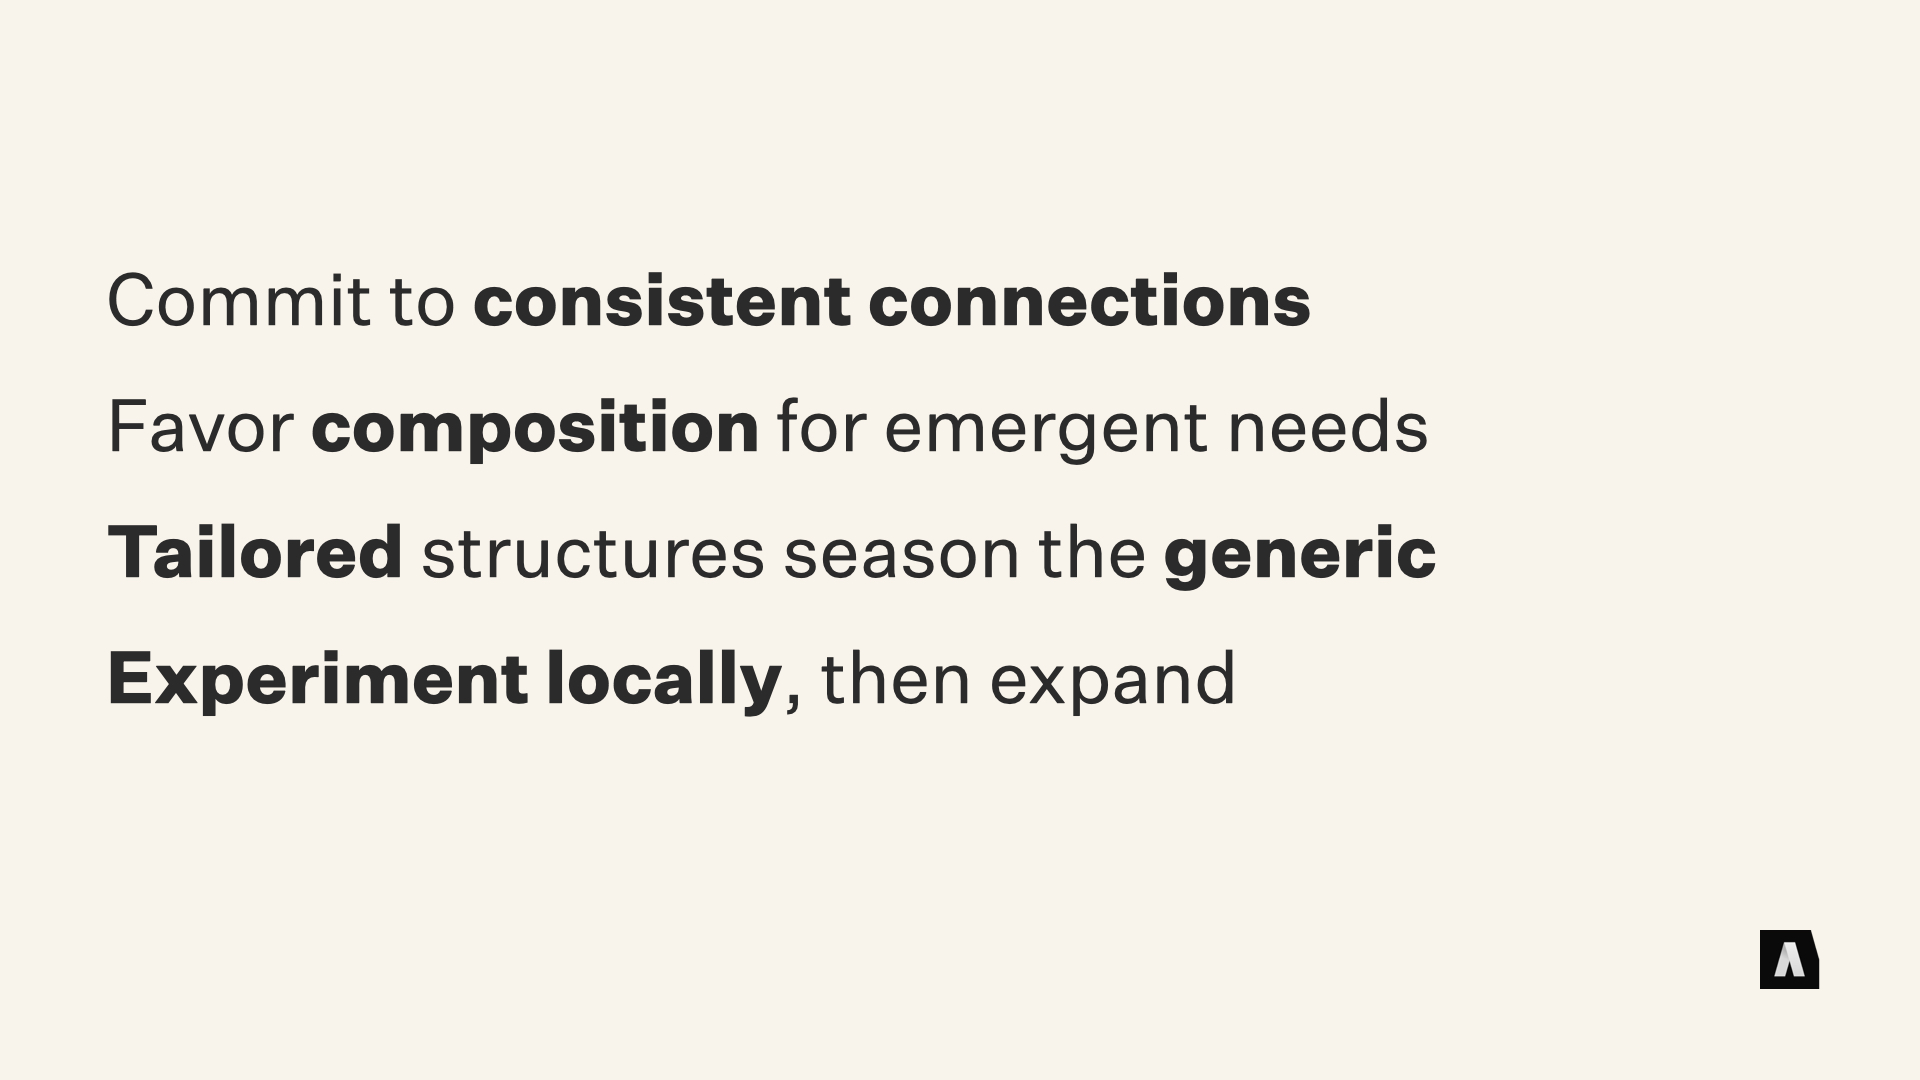 Commit to consistent connections
Favor composition for emergent needs
Tailored structures season the generic
Experiment locally, then expand
A